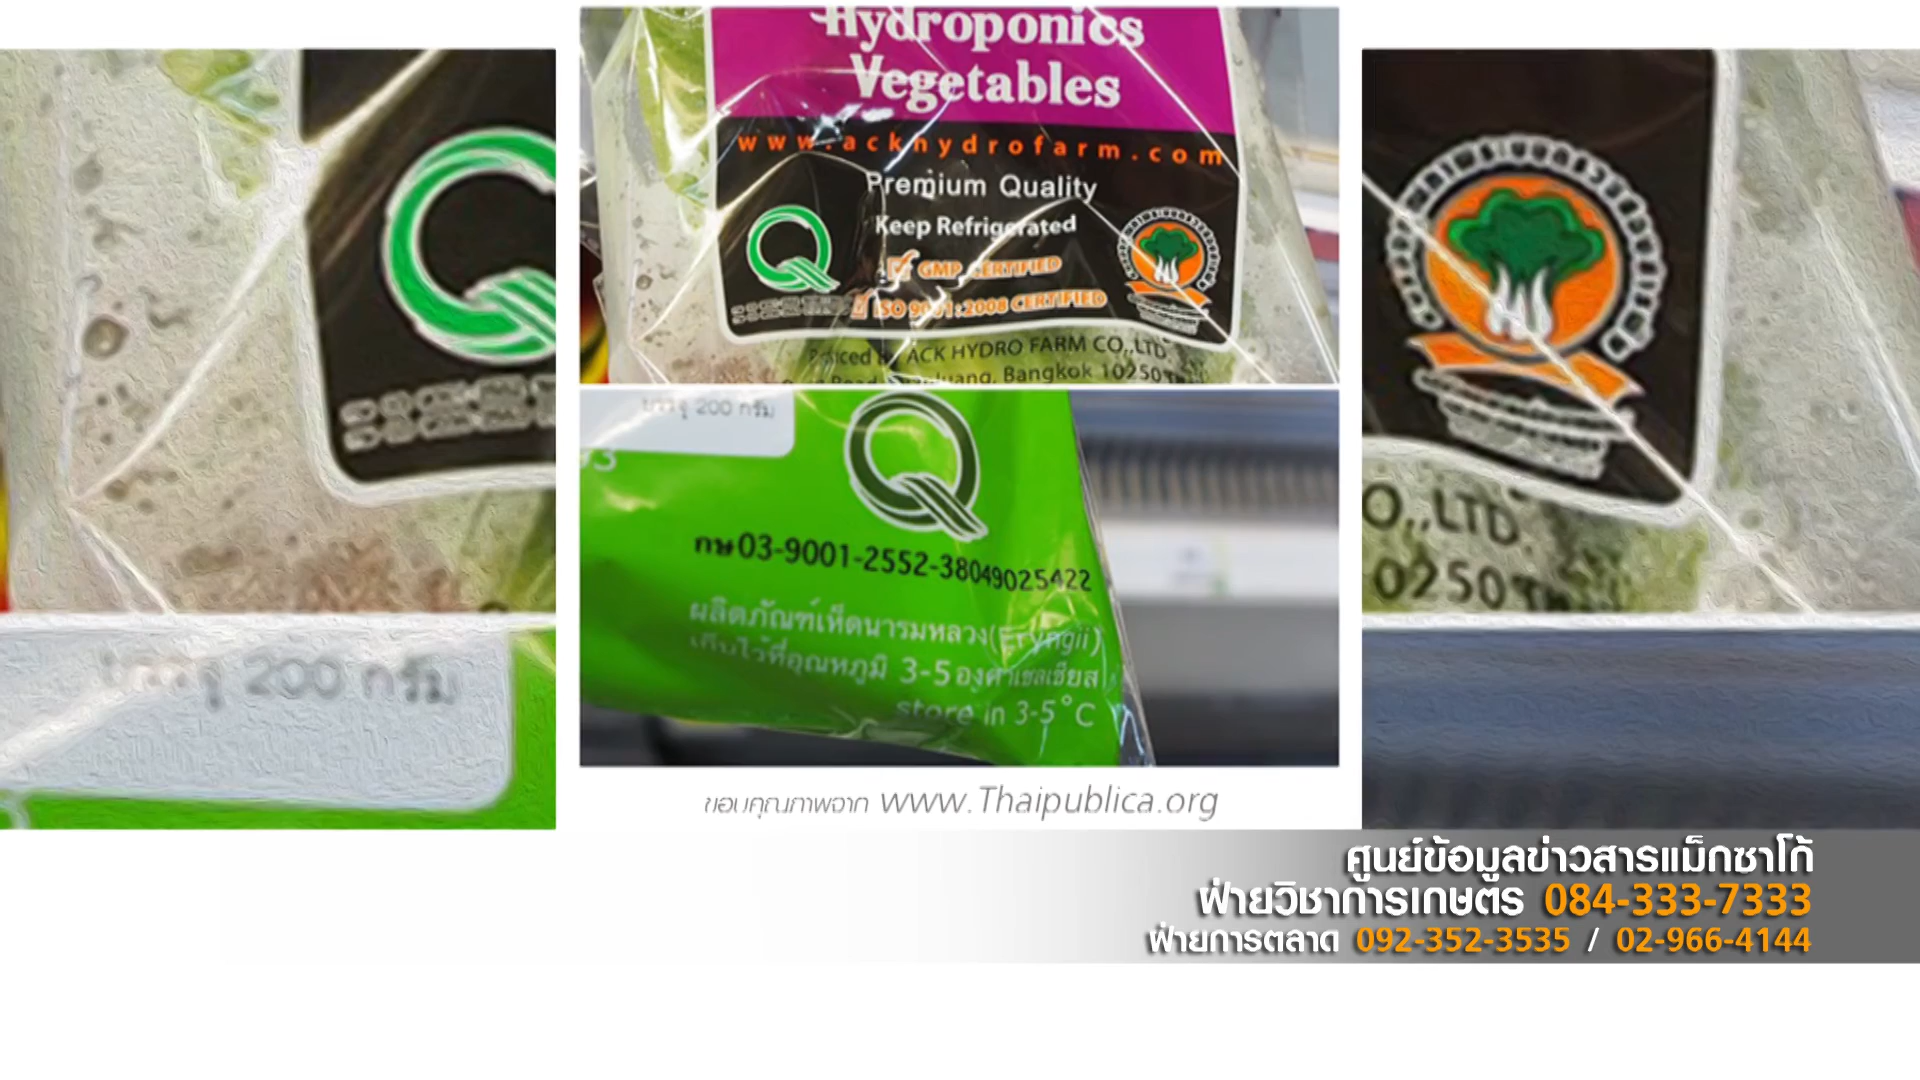 Hydroponics
Vegetables
www.ackhydrofarm.com
Premium Quality
Keep Refrigerated
GMP CERTIFIED
ISO 9001:2008 CERTIFIED
ACK HYDRO FARM CO.,LTD.
Bangkok 10250
200 กรัม
กษ03-9001-2552-38049025422
ผลิตภัณฑ์เห็ดนางรมหลวง(Eryngii)
เก็บไว้ที่อุณหภูมิ 3-5 องศาเซลเซียส
store in 3-5°C
200 กรัม
O.,LTD.
0250
ขอบคุณภาพจาก www.Thaipublica.org
ศูนย์ข้อมูลข่าวสารแม็กซาโก้
ฝ่ายวิชาการเกษตร 084-333-7333
ฝ่ายการตลาด 092-352-3535 / 02-966-4144